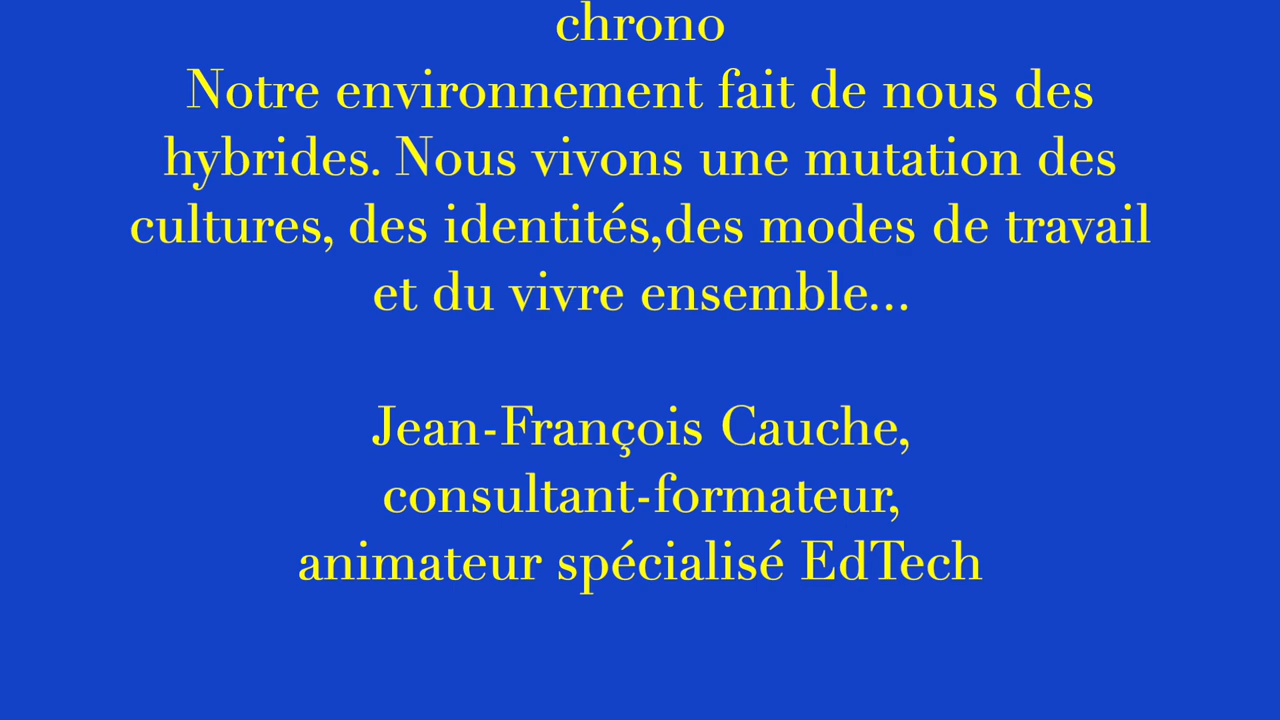 chrono
Notre environnement fait de nous des
hybrides. Nous vivons une mutation des
cultures, des identités,des modes de travail
et du vivre ensemble...
Jean-François Cauche,
consultant-formateur,
animateur spécialisé EdTech